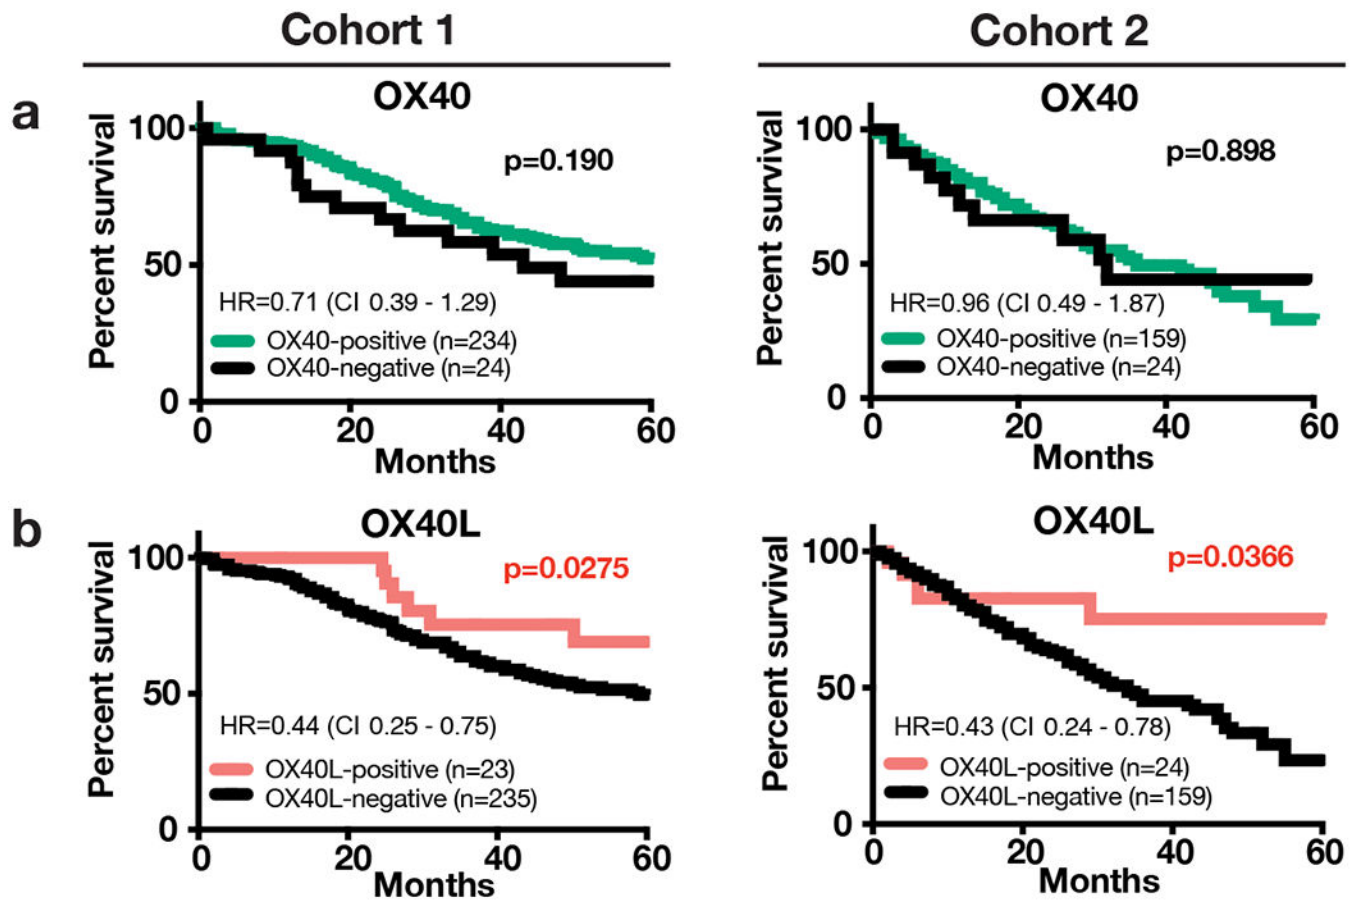 Cohort 1
Cohort 2
a
OX40
Percent survival
100
50
0
p=0.190
HR=0.71 (CI 0.39 - 1.29)
OX40-positive (n=234)
OX40-negative (n=24)
0 20 40 60
Months
OX40
Percent survival
100
50
0
p=0.898
HR=0.96 (CI 0.49 - 1.87)
OX40-positive (n=159)
OX40-negative (n=24)
0 20 40 60
Months
b
OX40L
Percent survival
100
50
0
p=0.0275
HR=0.44 (CI 0.25 - 0.75)
OX40L-positive (n=23)
OX40L-negative (n=235)
0 20 40 60
Months
OX40L
Percent survival
100
50
0
p=0.0366
HR=0.43 (CI 0.24 - 0.78)
OX40L-positive (n=24)
OX40L-negative (n=159)
0 20 40 60
Months